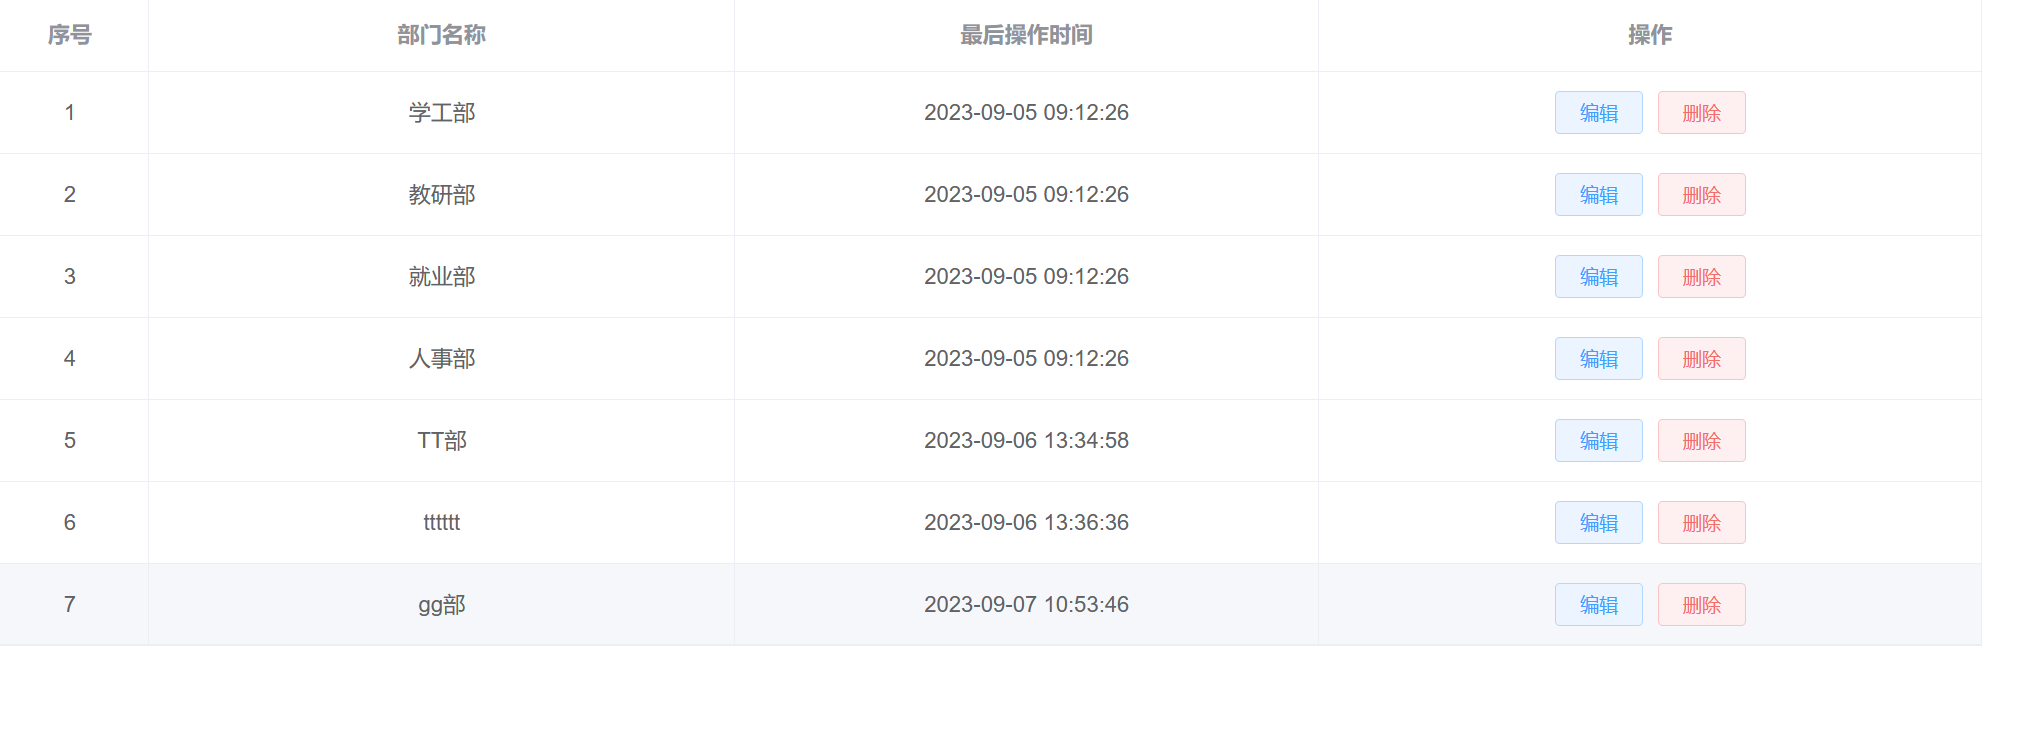 序号 部门名称 最后操作时间 操作
1 学工部 2023-09-05 09:12:26 编辑 删除
2 教研部 2023-09-05 09:12:26 编辑 删除
3 就业部 2023-09-05 09:12:26 编辑 删除
4 人事部 2023-09-05 09:12:26 编辑 删除
5 TT部 2023-09-06 13:34:58 编辑 删除
6 tttttt 2023-09-06 13:36:36 编辑 删除
7 gg部 2023-09-07 10:53:46 编辑 删除